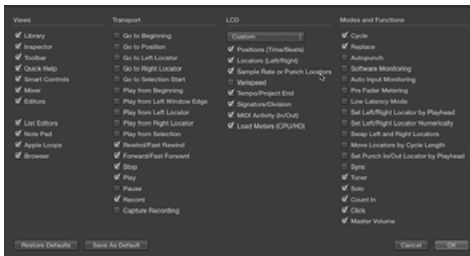 Views
Library
Inspector
Toolbar
Quick Help
Smart Controls
Mixer
Editors
List Editors
Note Pad
Apple Loops
Browser
Transport
Go to Beginning
Go to Position
Go to Left Locator
Go to Right Locator
Go to Selection Start
Play from Beginning
Play from Left Window Edge
Play from Left Locator
Play from Right Locator
Play from Selection
Rewind/Fast Rewind
Forward/Fast Forward
Stop
Play
Pause
Record
Capture Recording
LCD
Custom
Positions (Time/Beats)
Locators (Left/Right)
Sample Rate or Punch Locators
Varispeed
Tempo/Project End
Signature/Division
MIDI Activity (In/Out)
Load Meters (CPU/HD)
Modes and Functions
Cycle
Replace
Autopunch
Software Monitoring
Auto Input Monitoring
Pre Fader Metering
Low Latency Mode
Set Left/Right Locator by Playhead
Set Left/Right Locator Numerically
Swap Left and Right Locators
Move Locators by Cycle Length
Set Punch In/Out Locator by Playhead
Sync
Tuner
Solo
Count In
Click
Master Volume
Restore Defaults
Save As Default
Cancel
OK